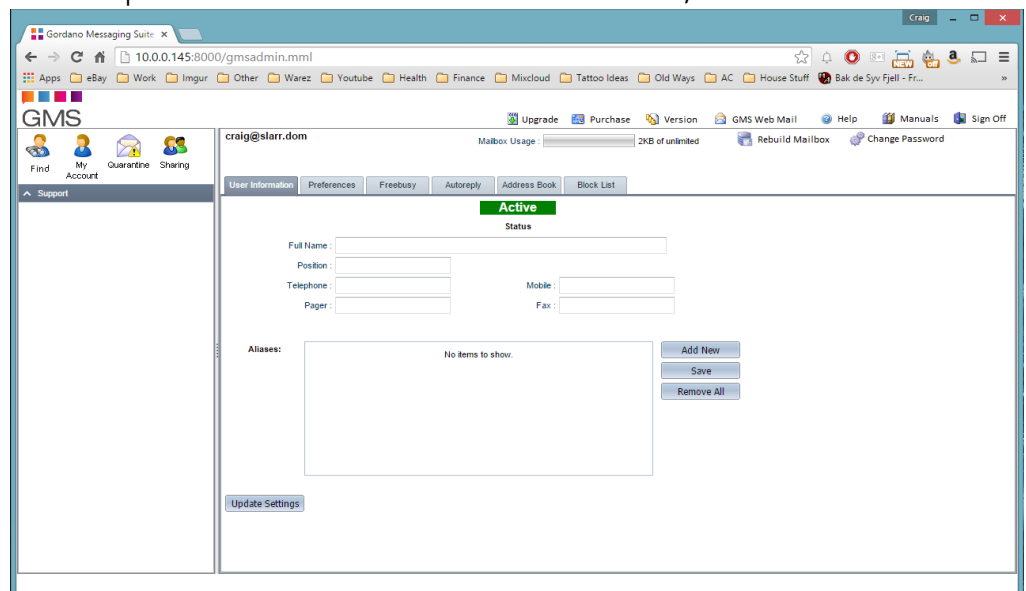 Craig
Gordano Messaging Suite
10.0.0.145:8000/gmsadmin.mml
Apps eBay Work Imgur Other Warez Youtube Health Finance Mixcloud Tattoo Ideas Old Ways AC House Stuff Bak de Syv Fjell - Fr... »
GMS
Upgrade Purchase Version GMS Web Mail Help Manuals Sign Off
Find My Account Quarantine Sharing
Support
craig@slarr.dom Mailbox Usage : 2KB of unlimited Rebuild Mailbox Change Password
User Information Preferences Freebusy Autoreply Address Book Block List
Active
Status
Full Name :
Position :
Telephone : Mobile :
Pager : Fax :
Aliases: No items to show. Add New
Save
Remove All
Update Settings